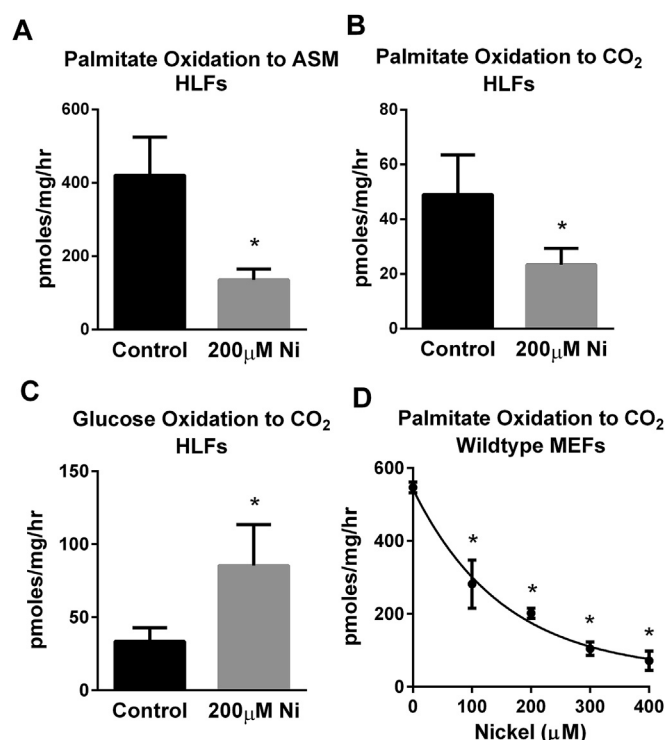 A
Palmitate Oxidation to ASM
HLFs
600
400
200
0
pmoles/mg/hr
*
Control 200µM Ni
B
Palmitate Oxidation to CO₂
HLFs
80
60
40
20
0
pmoles/mg/hr
*
Control 200µM Ni
C
Glucose Oxidation to CO₂
HLFs
150
100
50
0
pmoles/mg/hr
*
Control 200µM Ni
D
Palmitate Oxidation to CO₂
Wildtype MEFs
600
400
200
0
pmoles/mg/hr
*
*
*
*
0 100 200 300 400
Nickel (µM)